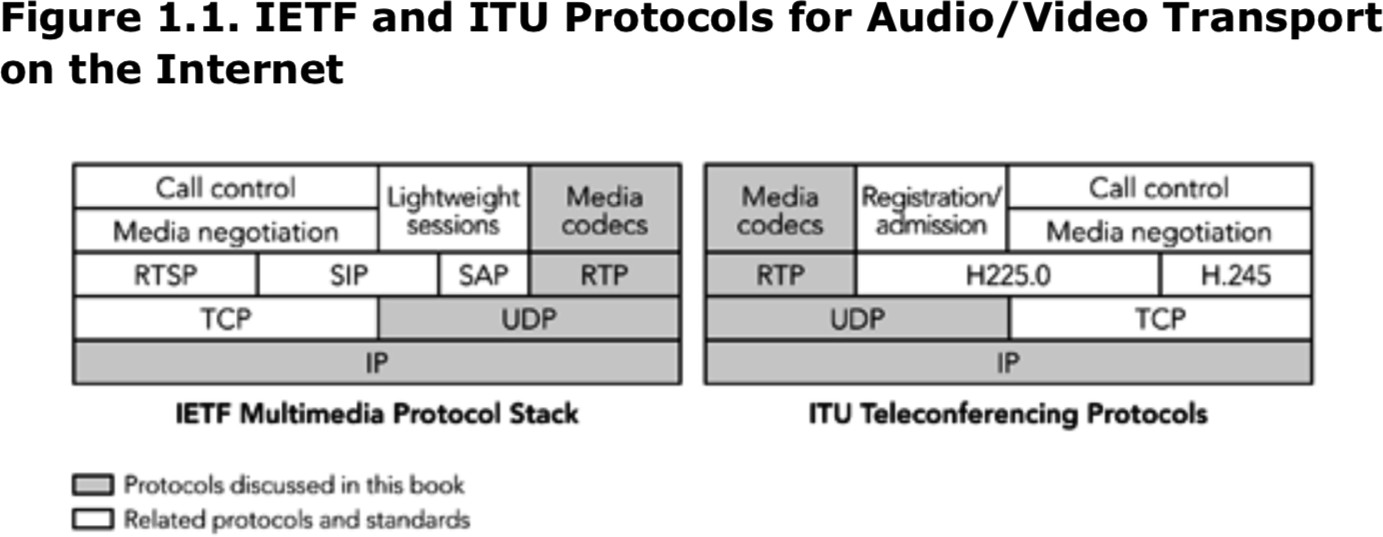 Figure 1.1. IETF and ITU Protocols for Audio/Video Transport
on the Internet
Call control
Media negotiation
Lightweight
sessions
Media
codecs
RTSP
SIP
SAP
RTP
TCP
UDP
IP
IETF Multimedia Protocol Stack
Media
codecs
Registration/
admission
Call control
Media negotiation
RTP
H225.0
H.245
UDP
TCP
IP
ITU Teleconferencing Protocols
Protocols discussed in this book
Related protocols and standards